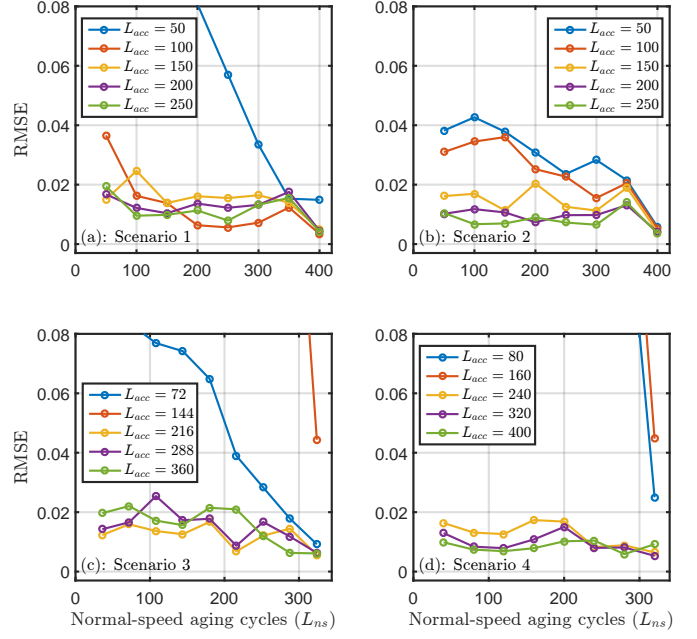 0.08
0.06
0.04
0.02
0
RMSE
L_acc = 50
L_acc = 100
L_acc = 150
L_acc = 200
L_acc = 250
(a): Scenario 1
0 100 200 300 400
L_acc = 50
L_acc = 100
L_acc = 150
L_acc = 200
L_acc = 250
0.08
0.06
0.04
0.02
0
(b): Scenario 2
0 100 200 300 400
0.08
0.06
0.04
0.02
0
RMSE
L_acc = 72
L_acc = 144
L_acc = 216
L_acc = 288
L_acc = 360
(c): Scenario 3
0 100 200 300
Normal-speed aging cycles (L_ns)
0.08
0.06
0.04
0.02
0
L_acc = 80
L_acc = 160
L_acc = 240
L_acc = 320
L_acc = 400
(d): Scenario 4
0 100 200 300
Normal-speed aging cycles (L_ns)